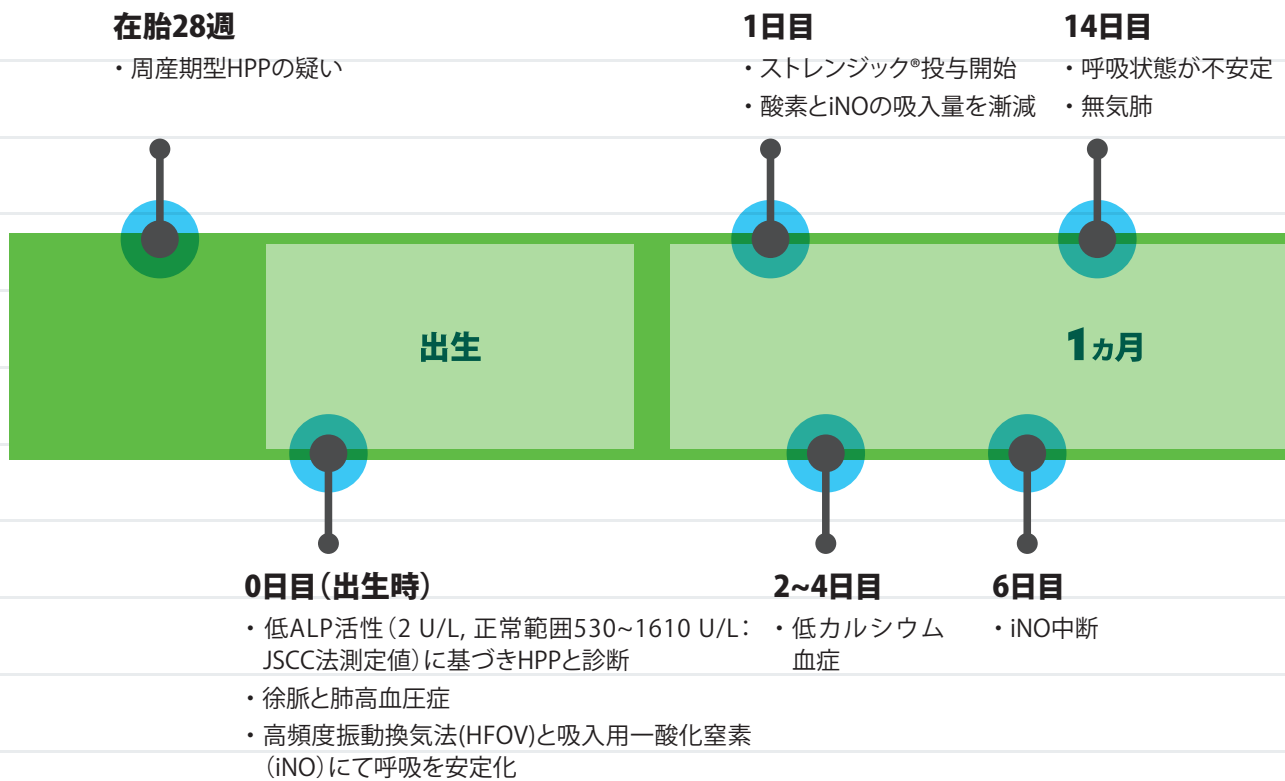 在胎28週
・周産期型HPPの疑い
1日目
・ストレンジック®投与開始
・酸素とiNOの吸入量を漸減
14日目
・呼吸状態が不安定
・無気肺
出生
1ヵ月
0日目（出生時）
・低ALP活性（2 U/L, 正常範囲530~1610 U/L：
JSCC法測定値）に基づきHPPと診断
・徐脈と肺高血圧症
・高頻度振動換気法(HFOV)と吸入用一酸化窒素
（iNO）にて呼吸を安定化
2~4日目
・低カルシウム
血症
6日目
・iNO中断